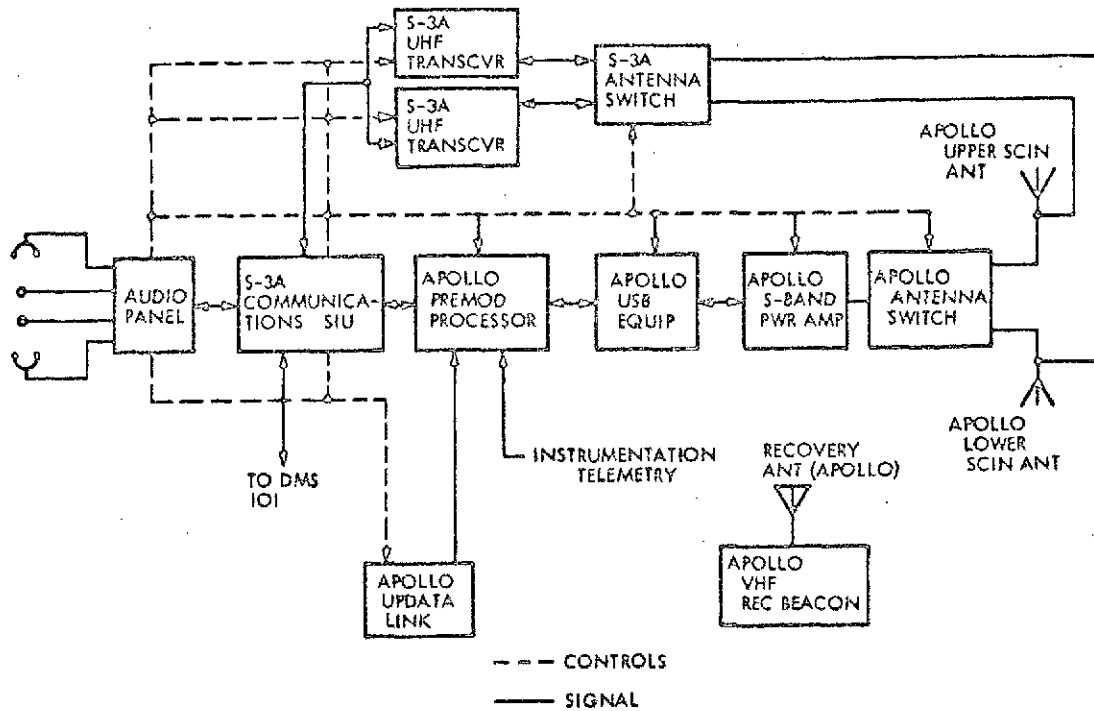 S-3A
UHF
TRANSCVR
S-3A
UHF
TRANSCVR
S-3A
ANTENNA
SWITCH
APOLLO
UPPER SCIN
ANT
AUDIO
PANEL
S-3A
COMMUNICA-
TIONS SIU
APOLLO
PREMOD
PROCESSOR
APOLLO
USB
EQUIP
APOLLO
S-BAND
PWR AMP
APOLLO
ANTENNA
SWITCH
APOLLO
LOWER
SCIN ANT
TO DMS
IOI
INSTRUMENTATION
TELEMETRY
RECOVERY
ANT (APOLLO)
APOLLO
UPDATA
LINK
APOLLO
VHF
REC BEACON
CONTROLS
SIGNAL